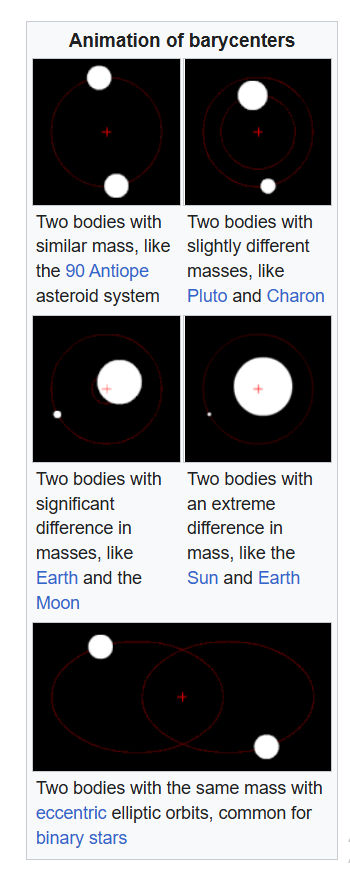 Animation of barycenters
Two bodies with
similar mass, like
the 90 Antiope
asteroid system
Two bodies with
slightly different
masses, like
Pluto and Charon
Two bodies with
significant
difference in
masses, like
Earth and the
Moon
Two bodies with
an extreme
difference in
mass, like the
Sun and Earth
Two bodies with the same mass with
eccentric elliptic orbits, common for
binary stars